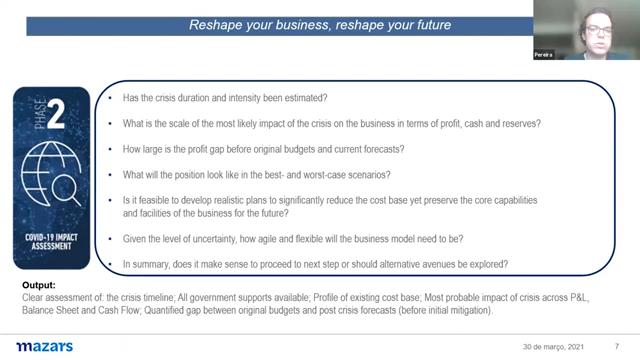 Reshape your business, reshape your future
Pereira
PHASE 2
COVID-19 IMPACT
ASSESSMENT
• Has the crisis duration and intensity been estimated?
• What is the scale of the most likely impact of the crisis on the business in terms of profit, cash and reserves?
• How large is the profit gap before original budgets and current forecasts?
• What will the position look like in the best- and worst-case scenarios?
• Is it feasible to develop realistic plans to significantly reduce the cost base yet preserve the core capabilities
and facilities of the business for the future?
• Given the level of uncertainty, how agile and flexible will the business model need to be?
• In summary, does it make sense to proceed to next step or should alternative avenues be explored?
Output:
Clear assessment of: the crisis timeline; All government supports available; Profile of existing cost base; Most probable impact of crisis across P&L,
Balance Sheet and Cash Flow; Quantified gap between original budgets and post crisis forecasts (before initial mitigation).
mazars
30 de março, 2021
7